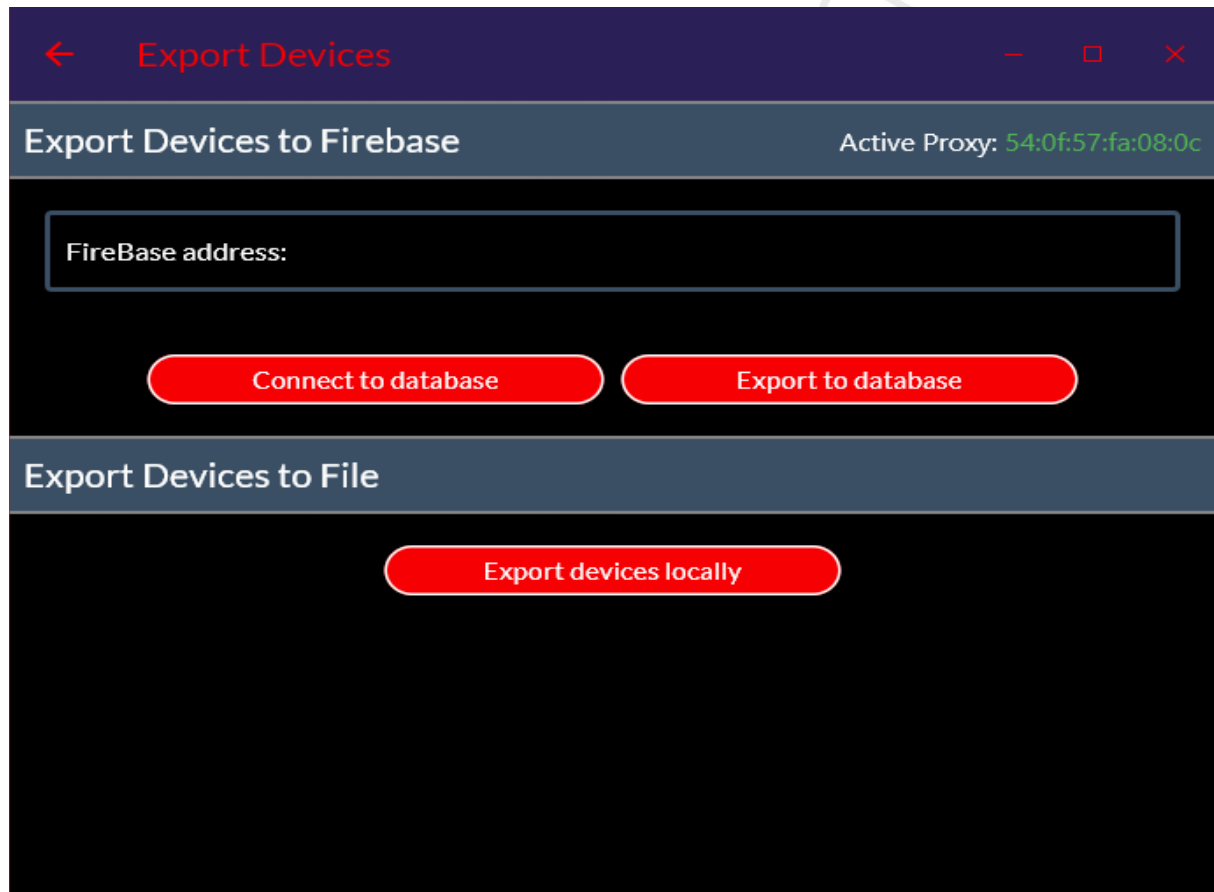 Export Devices
Export Devices to Firebase
Active Proxy: 54:0f:57:fa:08:0c
FireBase address:
Connect to database
Export to database
Export Devices to File
Export devices locally